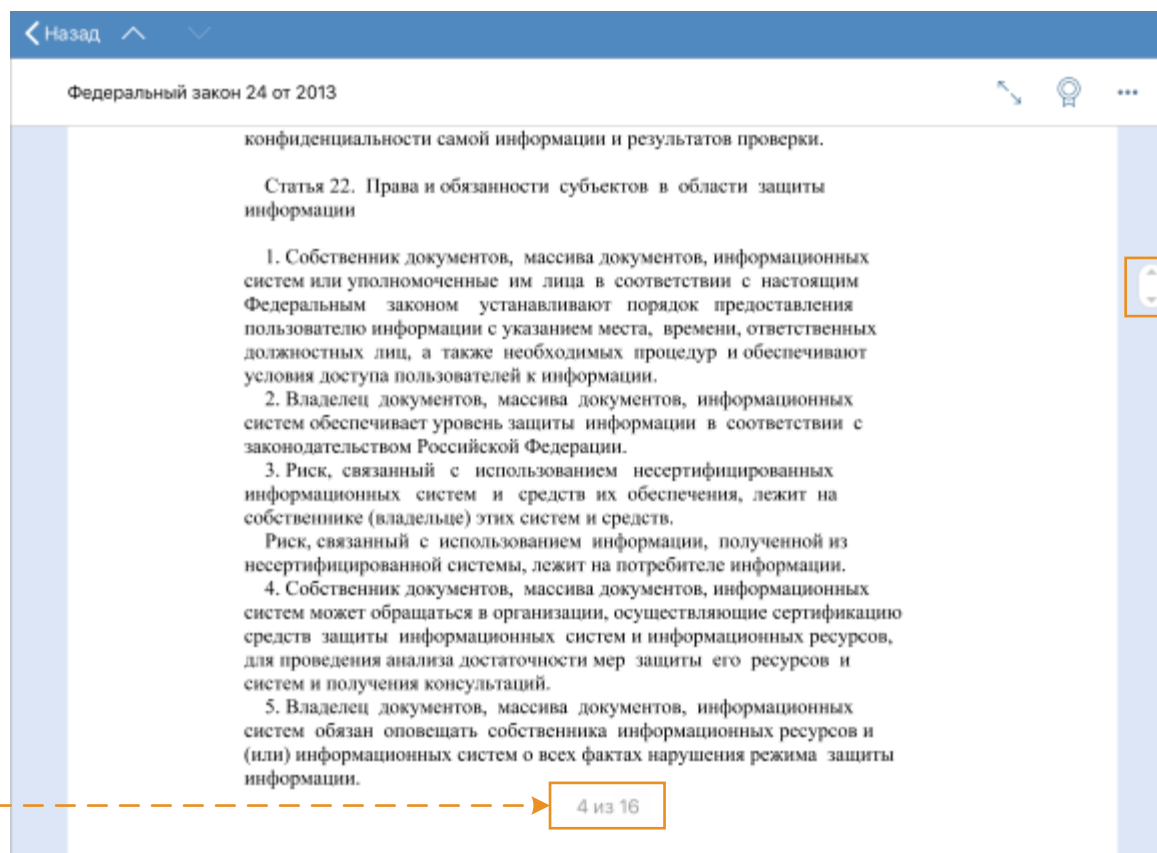 Назад
Федеральный закон 24 от 2013
конфиденциальности самой информации и результатов проверки.
Статья 22. Права и обязанности субъектов в области защиты
информации
1. Собственник документов, массива документов, информационных
систем или уполномоченные им лица в соответствии с настоящим
Федеральным законом устанавливают порядок предоставления
пользователю информации с указанием места, времени, ответственных
должностных лиц, а также необходимых процедур и обеспечивают
условия доступа пользователей к информации.
2. Владелец документов, массива документов, информационных
систем обеспечивает уровень защиты информации в соответствии с
законодательством Российской Федерации.
3. Риск, связанный с использованием несертифицированных
информационных систем и средств их обеспечения, лежит на
собственнике (владельце) этих систем и средств.
Риск, связанный с использованием информации, полученной из
несертифицированной системы, лежит на потребителе информации.
4. Собственник документов, массива документов, информационных
систем может обращаться в организации, осуществляющие сертификацию
средств защиты информационных систем и информационных ресурсов,
для проведения анализа достаточности мер защиты его ресурсов и
систем и получения консультаций.
5. Владелец документов, массива документов, информационных
систем обязан оповещать собственника информационных ресурсов и
(или) информационных систем о всех фактах нарушения режима защиты
информации.
4 из 16